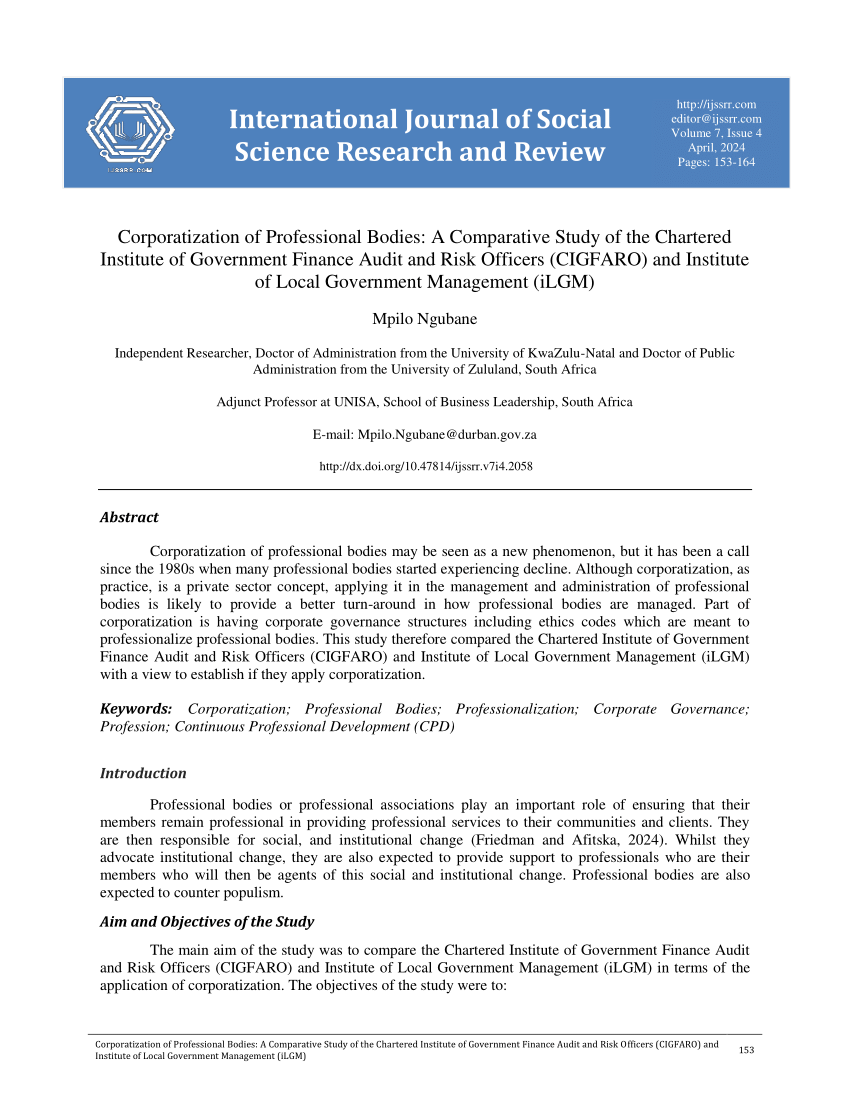 IJSSRR.COM
International Journal of Social
Science Research and Review
http://ijssrr.com
editor@ijssrr.com
Volume 7, Issue 4
April, 2024
Pages: 153-164
Corporatization of Professional Bodies: A Comparative Study of the Chartered
Institute of Government Finance Audit and Risk Officers (CIGFARO) and Institute
of Local Government Management (iLGM)
Mpilo Ngubane
Independent Researcher, Doctor of Administration from the University of KwaZulu-Natal and Doctor of Public
Administration from the University of Zululand, South Africa
Adjunct Professor at UNISA, School of Business Leadership, South Africa
E-mail: Mpilo.Ngubane@durban.gov.za
http://dx.doi.org/10.47814/ijssrr.v7i4.2058
Abstract
Corporatization of professional bodies may be seen as a new phenomenon, but it has been a call
since the 1980s when many professional bodies started experiencing decline. Although corporatization, as
practice, is a private sector concept, applying it in the management and administration of professional
bodies is likely to provide a better turn-around in how professional bodies are managed. Part of
corporatization is having corporate governance structures including ethics codes which are meant to
professionalize professional bodies. This study therefore compared the Chartered Institute of Government
Finance Audit and Risk Officers (CIGFARO) and Institute of Local Government Management (iLGM)
with a view to establish if they apply corporatization.
Keywords: Corporatization; Professional Bodies; Professionalization; Corporate Governance;
Profession; Continuous Professional Development (CPD)
Introduction
Professional bodies or professional associations play an important role of ensuring that their
members remain professional in providing professional services to their communities and clients. They
are then responsible for social, and institutional change (Friedman and Afitska, 2024). Whilst they
advocate institutional change, they are also expected to provide support to professionals who are their
members who will then be agents of this social and institutional change. Professional bodies are also
expected to counter populism.
Aim and Objectives of the Study
The main aim of the study was to compare the Chartered Institute of Government Finance Audit
and Risk Officers (CIGFARO) and Institute of Local Government Management (iLGM) in terms of the
application of corporatization. The objectives of the study were to:
Corporatization of Professional Bodies: A Comparative Study of the Chartered Institute of Government Finance Audit and Risk Officers (CIGFARO) and
Institute of Local Government Management (iLGM)
153